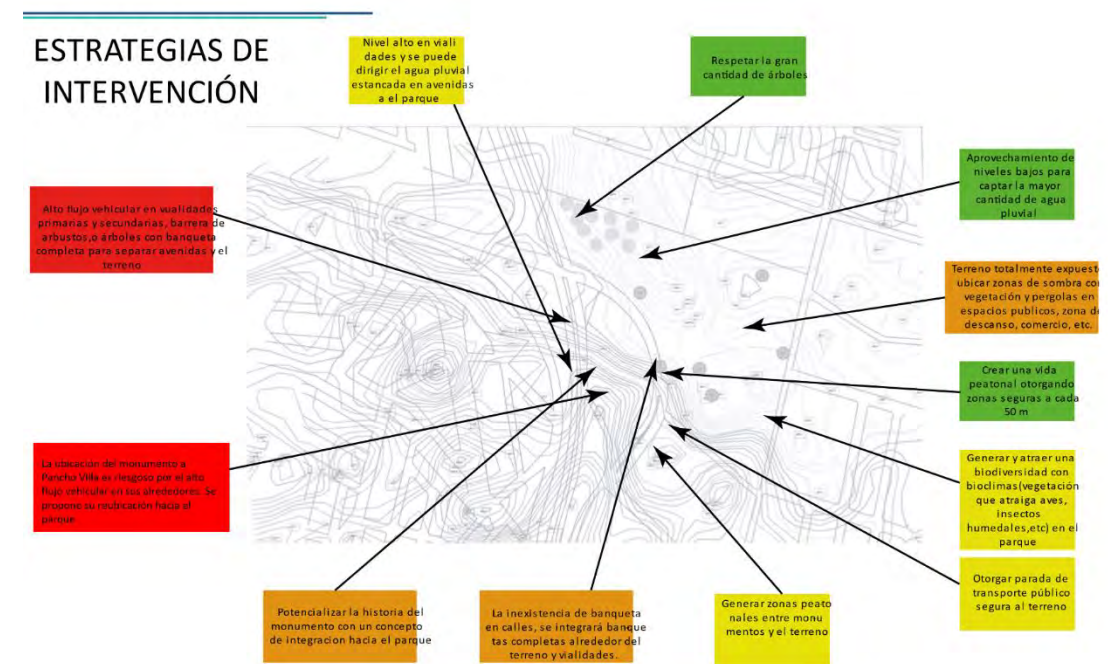 ESTRATEGIAS DE
INTERVENCIÓN
Nivel alto en viali
dades y se puede
dirigir el agua pluvial
estancada en avenidas
a el parque
Respetar la gran
cantidad de árboles
Aprovechamiento de
niveles bajos para
captar la mayor
cantidad de agua
pluvial
Alto flujo vehicular en vualidades
primarias y secundarias, barrera de
arbustos,o árboles con banqueta
completa para separar avenidas y el
terreno
Terreno totalmente expuesto
ubicar zonas de sombra con
vegetación y pergolas en
espacios publicos, zona de
descanso, comercio, etc.
Crear una vida
peatonal otorgando
zonas seguras a cada
50 m
La ubicación del monumento a
Pancho Villa es riesgoso por el alto
flujo vehicular en sus alrededores. Se
propono su reubicación hacia el
parque
Generar y atraer una
biodiversidad con
bioclimas(vegetación
que atraiga aves,
insectos
humedales,etc) en el
parque
Otorgar parada de
transporte público
segura al terreno
Potencializar la historia del
monumento con un concepto
de integracion hacia el parque
La inexistencia de banqueta
en calles, se integrará banque
tas completas alrededor del
terreno y vialidades.
Generar zonas peato
nales entre monu
mentos y el terreno